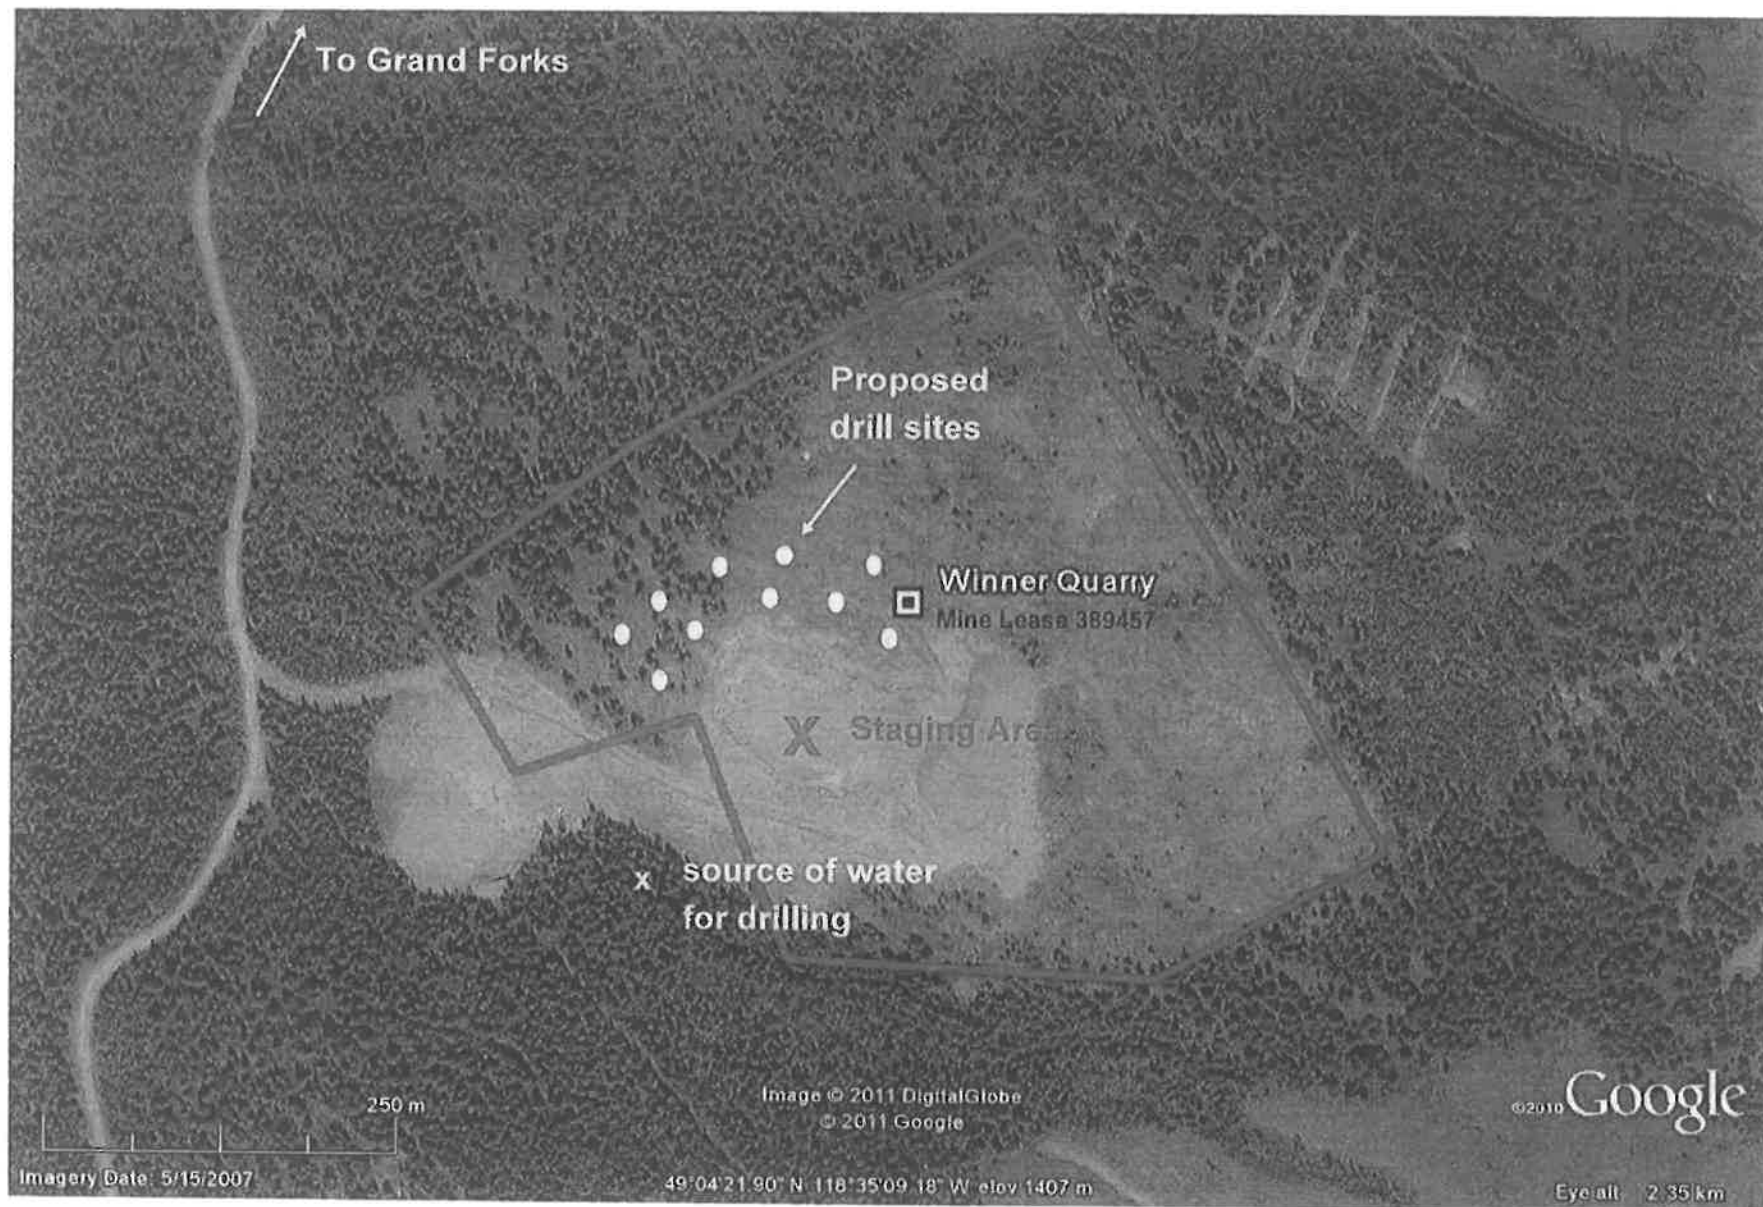 To Grand Forks
Proposed
drill sites
Winner Quarry
Mine Lease 389457
X Staging Area
x source of water
for drilling
250 m
Image © 2011 DigitalGlobe
© 2011 Google
©2010 Google
Imagery Date: 5/15/2007
49°04'21.90" N 118°35'09.18" W elev 1407 m
Eye alt 2.35 km